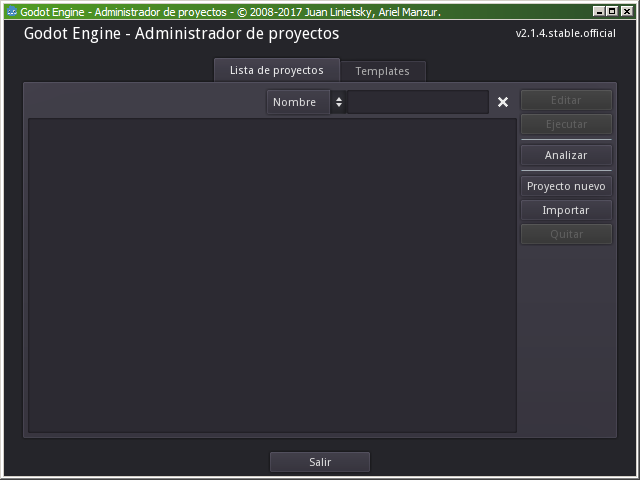 Godot Engine - Administrador de proyectos - © 2008-2017 Juan Linietsky, Ariel Manzur.
Godot Engine - Administrador de proyectos
v2.1.4.stable.official
Lista de proyectos
Templates
Nombre
Editar
Ejecutar
Analizar
Proyecto nuevo
Importar
Quitar
Salir